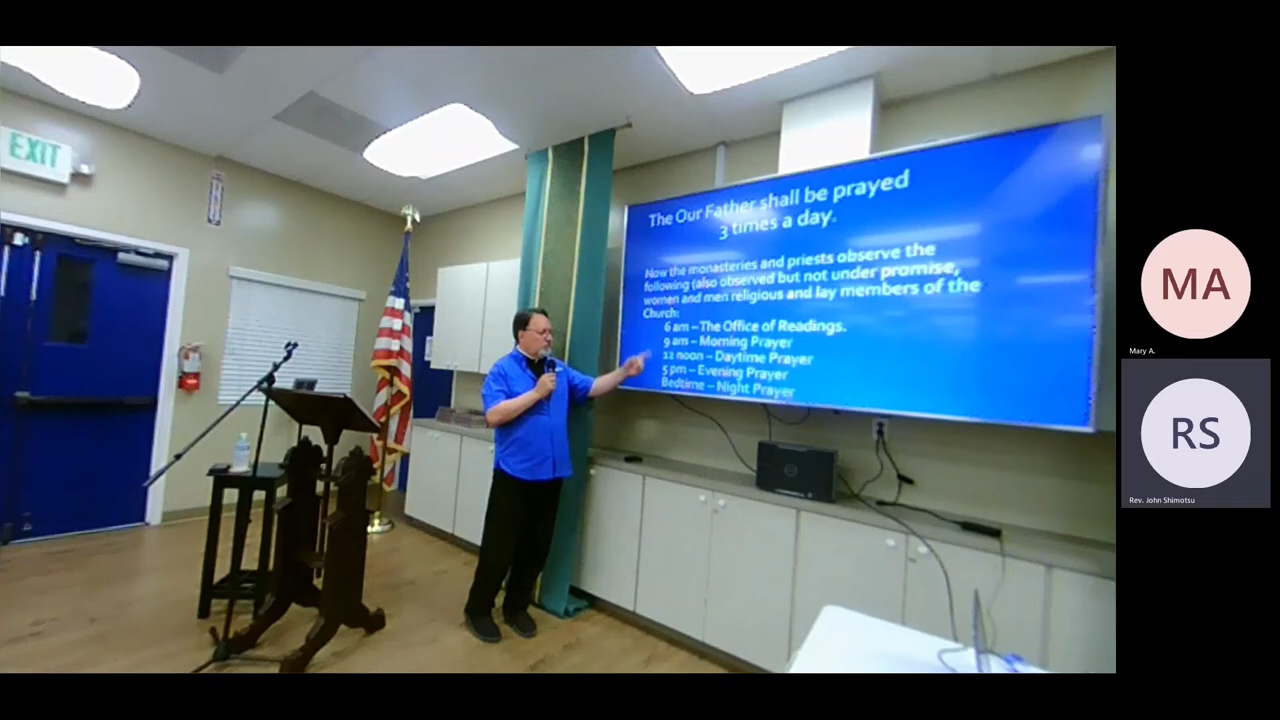 EXIT
The Our Father shall be prayed
3 times a day.
Now the monasteries and priests observe the
following (also observed but not under promise,
women and men religious and lay members of the
Church:
6 am – The Office of Readings.
9 am – Morning Prayer
12 noon – Daytime Prayer
5 pm – Evening Prayer
Bedtime – Night Prayer
MA
Mary A.
RS
Rev. John Shimotsu